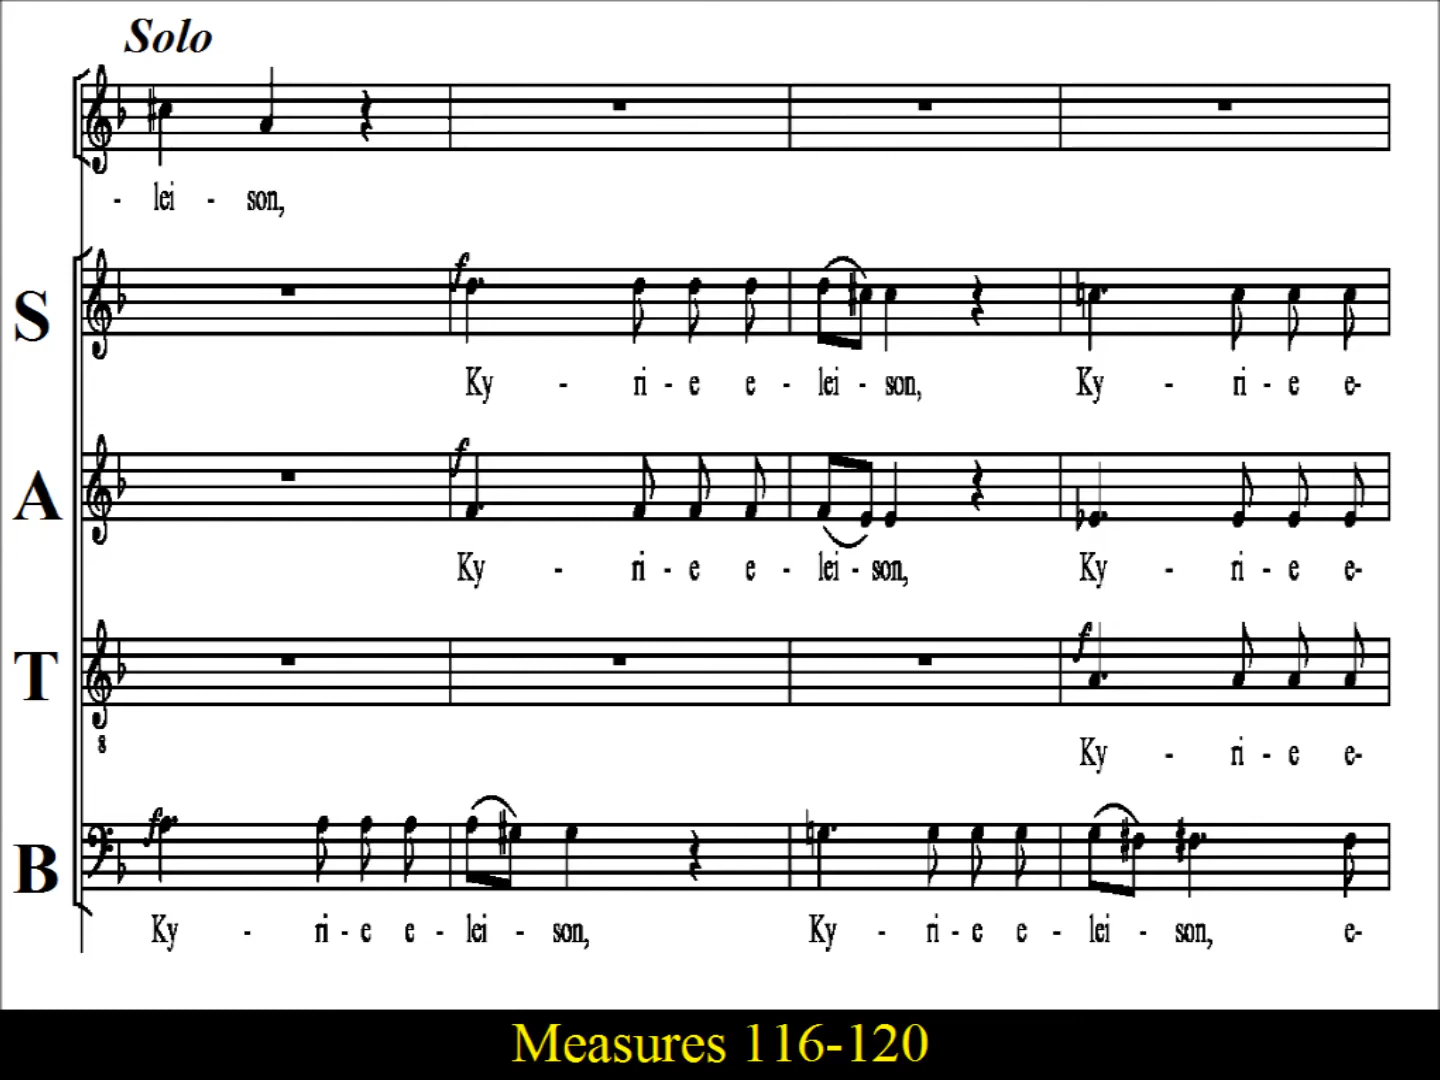 Solo
- lei - son,
S
f
Ky - ri - e e - lei - son, Ky - ri - e e-
A
f
Ky - ri - e e - lei - son, Ky - ri - e e-
T
f
8
Ky - ri - e e-
B
f
Ky - ri - e e - lei - son, Ky - ri - e e - lei - son, e-
Measures 116-120